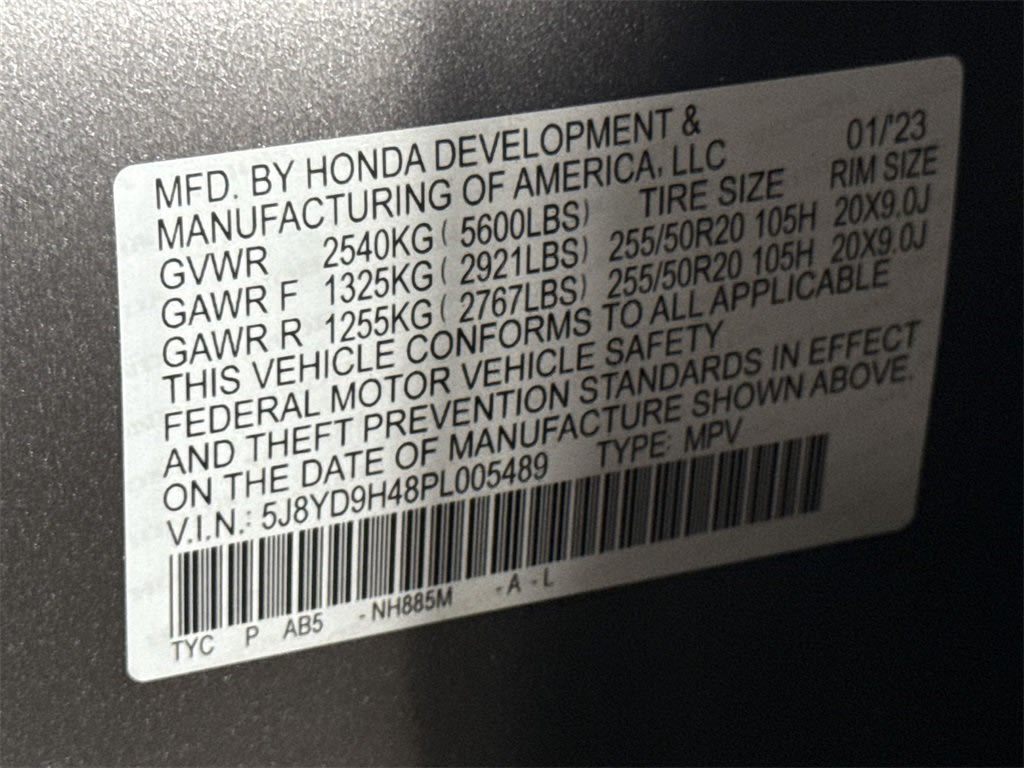 MFD. BY HONDA DEVELOPMENT &
MANUFACTURING OF AMERICA, LLC 01/'23
GVWR 2540KG ( 5600LBS) TIRE SIZE RIM SIZE
GAWR F 1325KG ( 2921LBS) 255/50R20 105H 20X9.0J
GAWR R 1255KG ( 2767LBS) 255/50R20 105H 20X9.0J
THIS VEHICLE CONFORMS TO ALL APPLICABLE
FEDERAL MOTOR VEHICLE SAFETY
AND THEFT PREVENTION STANDARDS IN EFFECT
ON THE DATE OF MANUFACTURE SHOWN ABOVE.
V.I.N.: 5J8YD9H48PL005489 TYPE: MPV
TYC P AB5 -NH885M -A -L